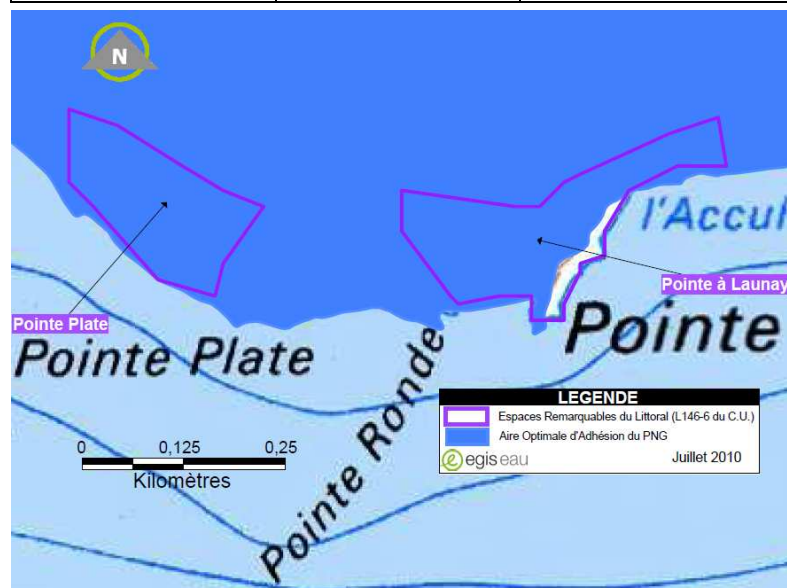 N
l'Accul
Pointe à Launay
Pointe Plate
Pointe Plate
Pointe
Pointe Ronde
LEGENDE
Espaces Remarquables du Littoral (L146-6 du C.U.)
Aire Optimale d'Adhésion du PNG
egis eau
Juillet 2010
0 0,125 0,25
Kilomètres